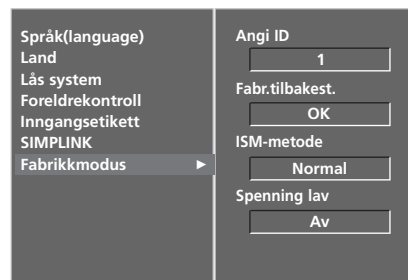 Språk(language)
Land
Lås system
Foreldrekontroll
Inngangsetikett
SIMPLINK
Fabrikkmodus ►
Angi ID
1
Fabr.tilbakest.
OK
ISM-metode
Normal
Spenning lav
Av